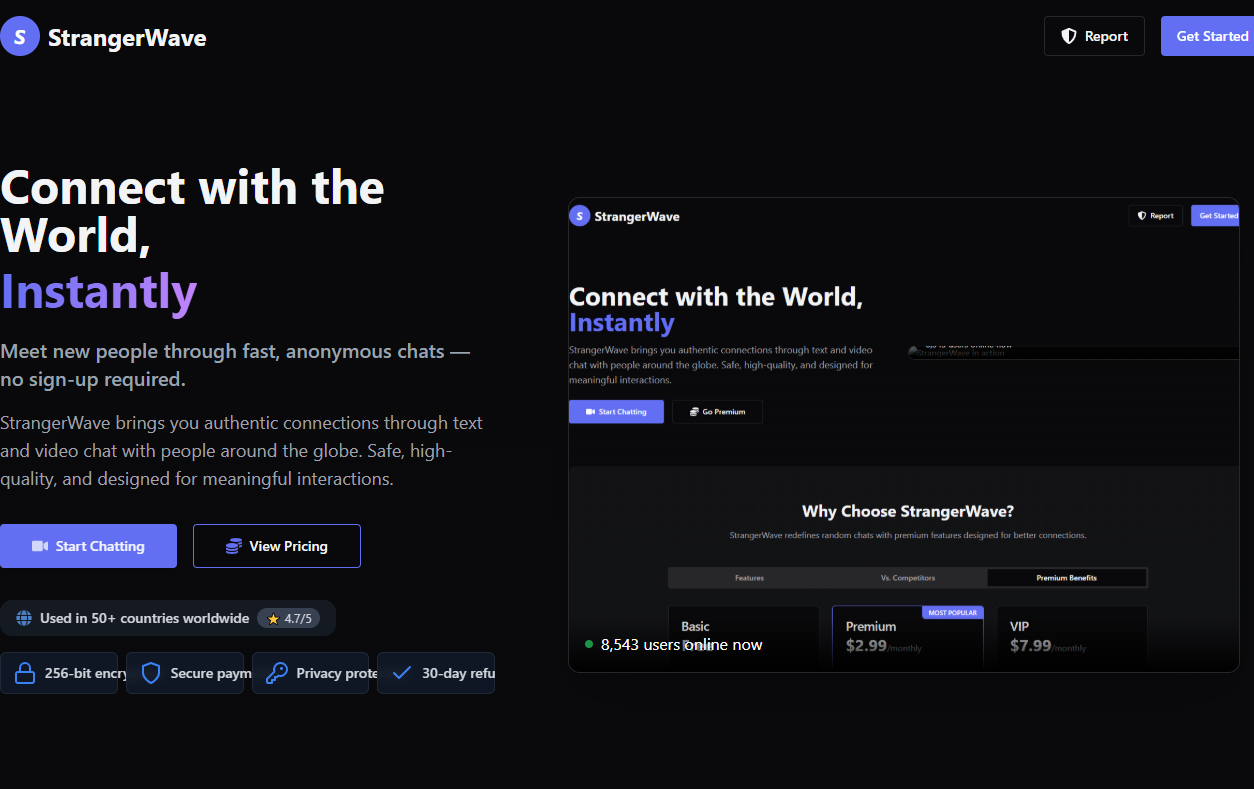 S StrangerWave
Report
Get Started
Connect with the
World,
Instantly
Meet new people through fast, anonymous chats —
no sign-up required.
StrangerWave brings you authentic connections through text
and video chat with people around the globe. Safe, high-
quality, and designed for meaningful interactions.
Start Chatting
View Pricing
Used in 50+ countries worldwide
4.7/5
256-bit encry
Secure paym
Privacy prote
30-day refu
S StrangerWave
Report
Get Started
Connect with the World,
Instantly
StrangerWave brings you authentic connections through text and video
chat with people around the globe. Safe, high-quality, and designed for
meaningful interactions.
StrangerWave in action
Start Chatting
Go Premium
Why Choose StrangerWave?
StrangerWave redefines random chats with premium features designed for better connections.
Features
Vs. Competitors
Premium Benefits
Basic
MOST POPULAR
Premium
$2.99/monthly
VIP
$7.99/monthly
8,543 users online now